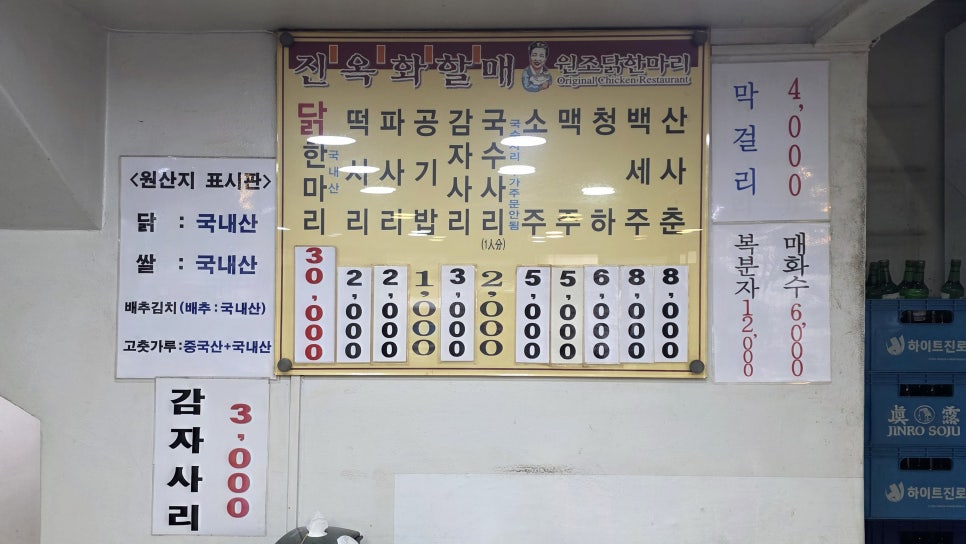 진옥화할매 원조닭한마리
Original Chicken Restaurant
닭한마리 국내산 30,000
떡사리 2,000
파사리 2,000
공기밥 1,000
감자사리 3,000
국수사리 (1人分) 2,000
국수사리 추가주문안됨
소주 5,000
맥주 5,000
청하 6,000
백세주 8,000
산사춘 8,000
<원산지 표시판>
닭 : 국내산
쌀 : 국내산
배추김치 (배추 : 국내산)
고춧가루 : 중국산+국내산
감자사리 3,000
막걸리 4,000
매화수 6,000
복분자 12,000
하이트진로
眞露
JINRO SOJU
하이트진로